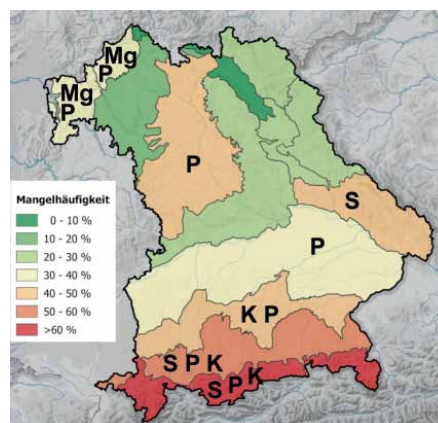 Mg
P
Mg
P
P
S
P
K P
S P K
S P K
Mangelhäufigkeit
0 - 10 %
10 - 20 %
20 - 30 %
30 - 40 %
40 - 50 %
50 - 60 %
>60 %